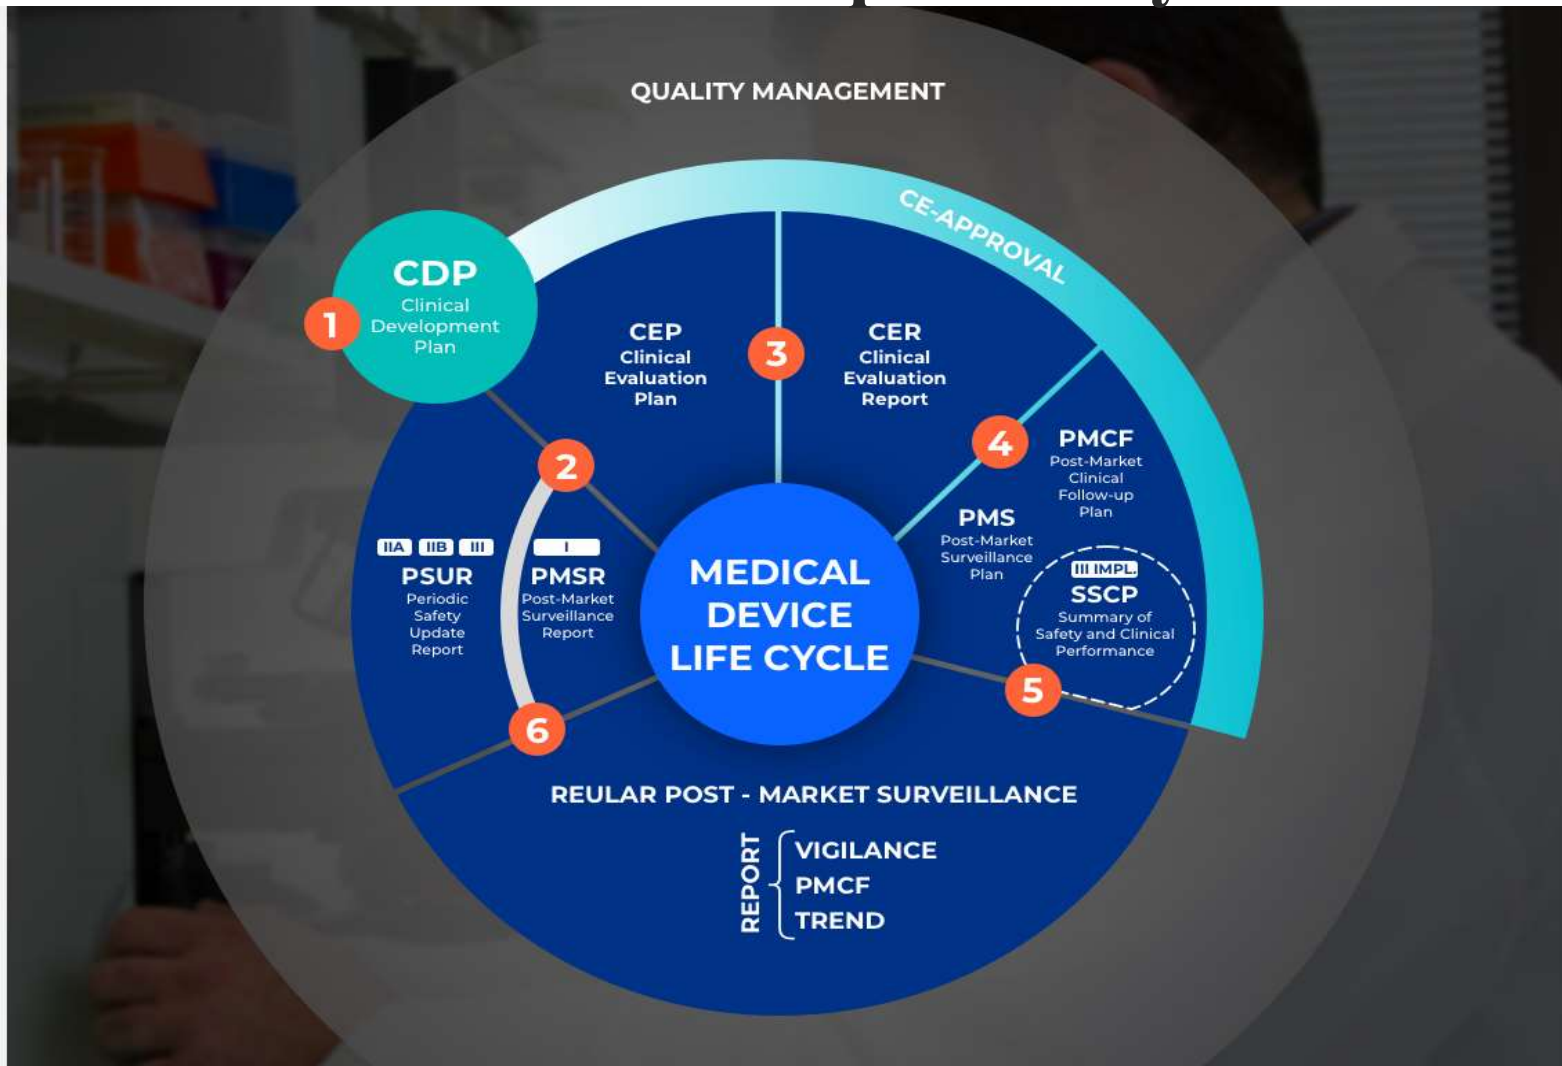 QUALITY MANAGEMENT
CE-APPROVAL
1
CDP
Clinical
Development
Plan
2
CEP
Clinical
Evaluation
Plan
3
CER
Clinical
Evaluation
Report
4
PMCF
Post-Market
Clinical
Follow-up
Plan
PMS
Post-Market
Surveillance
Plan
III IMPL.
SSCP
Summary of
Safety and Clinical
Performance
5
REULAR POST - MARKET SURVEILLANCE
REPORT
VIGILANCE
PMCF
TREND
6
IIA IIB III
PSUR
Periodic
Safety
Update
Report
I
PMSR
Post-Market
Surveillance
Report
MEDICAL
DEVICE
LIFE CYCLE